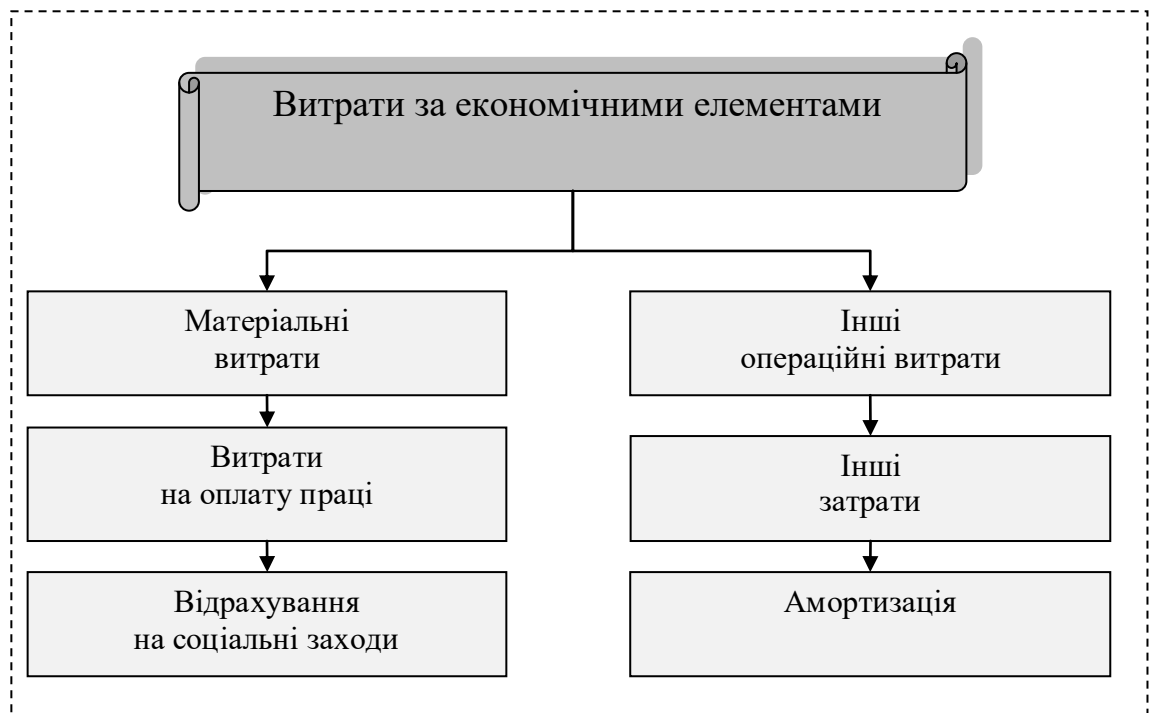 Витрати за економічними елементами
Матеріальні
витрати
Витрати
на оплату праці
Відрахування
на соціальні заходи
Інші
операційні витрати
Інші
затрати
Амортизація